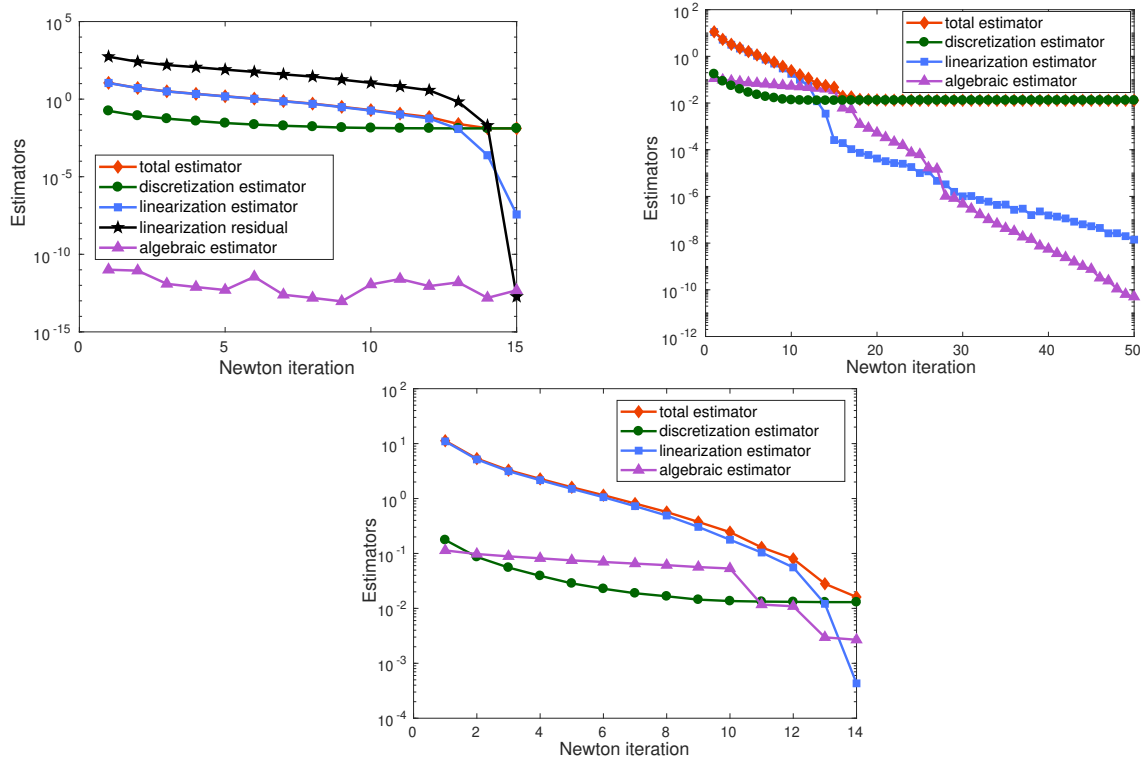 10^5
10^0
10^-5
10^-10
10^-15
Estimators
total estimator
discretization estimator
linearization estimator
linearization residual
algebraic estimator
0
5
10
15
Newton iteration
10^2
10^0
10^-2
10^-4
10^-6
10^-8
10^-10
10^-12
Estimators
total estimator
discretization estimator
linearization estimator
algebraic estimator
0
10
20
30
40
50
Newton iteration
10^2
10^1
10^0
10^-1
10^-2
10^-3
10^-4
Estimators
total estimator
discretization estimator
linearization estimator
algebraic estimator
0
2
4
6
8
10
12
14
Newton iteration